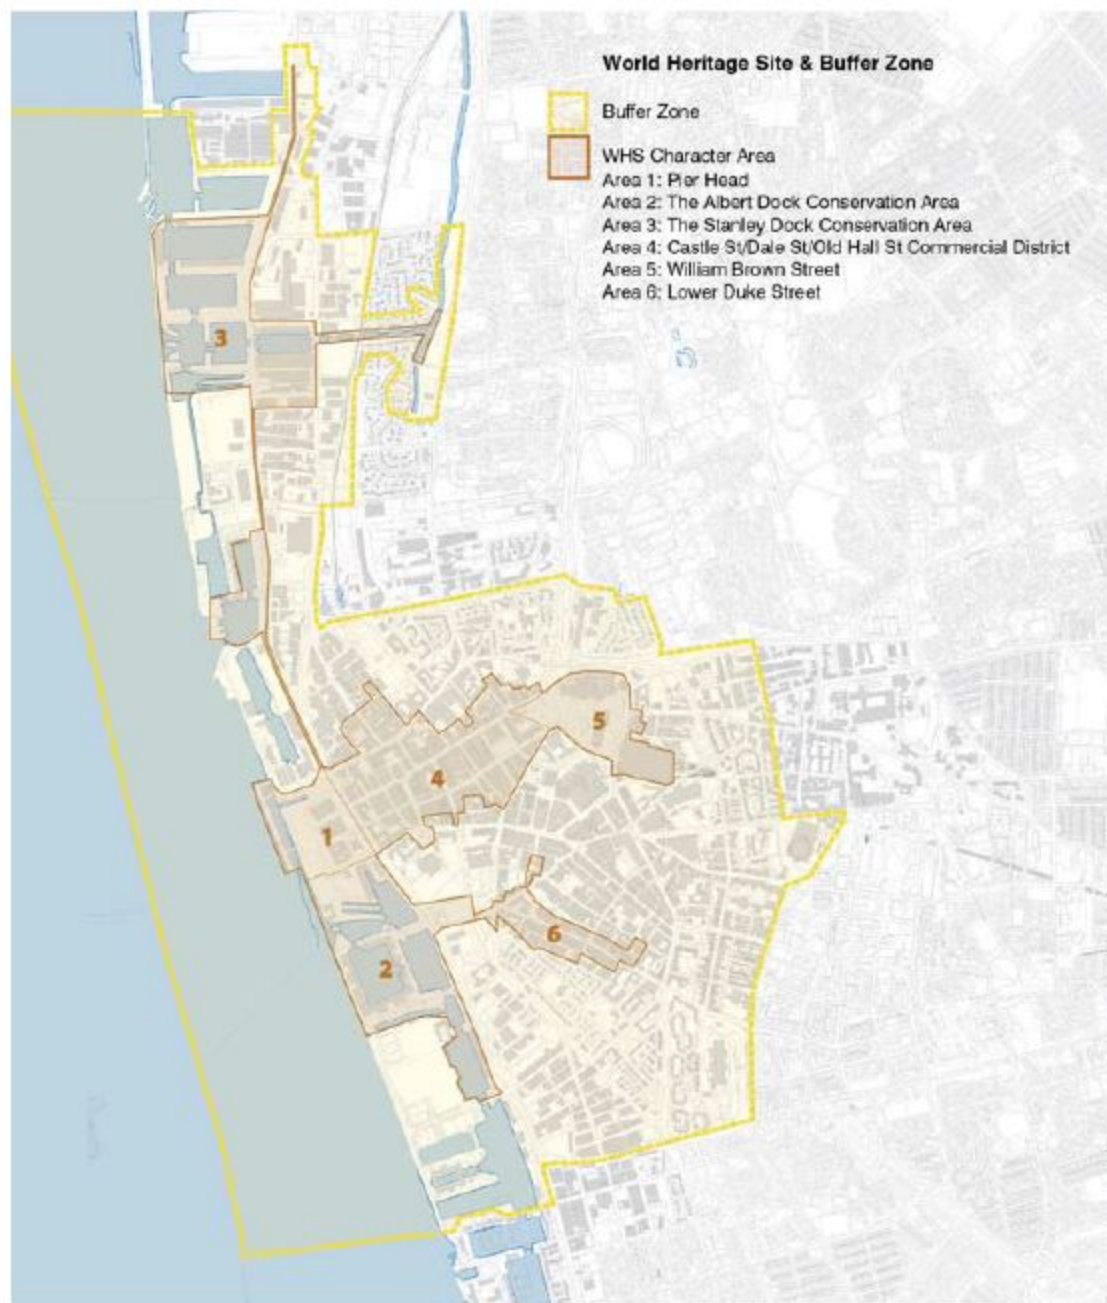 World Heritage Site & Buffer Zone
Buffer Zone
WHS Character Area
Area 1: Pier Head
Area 2: The Albert Dock Conservation Area
Area 3: The Stanley Dock Conservation Area
Area 4: Castle St/Dale St/Old Hall St Commercial District
Area 5: William Brown Street
Area 6: Lower Duke Street
3
5
4
1
6
2